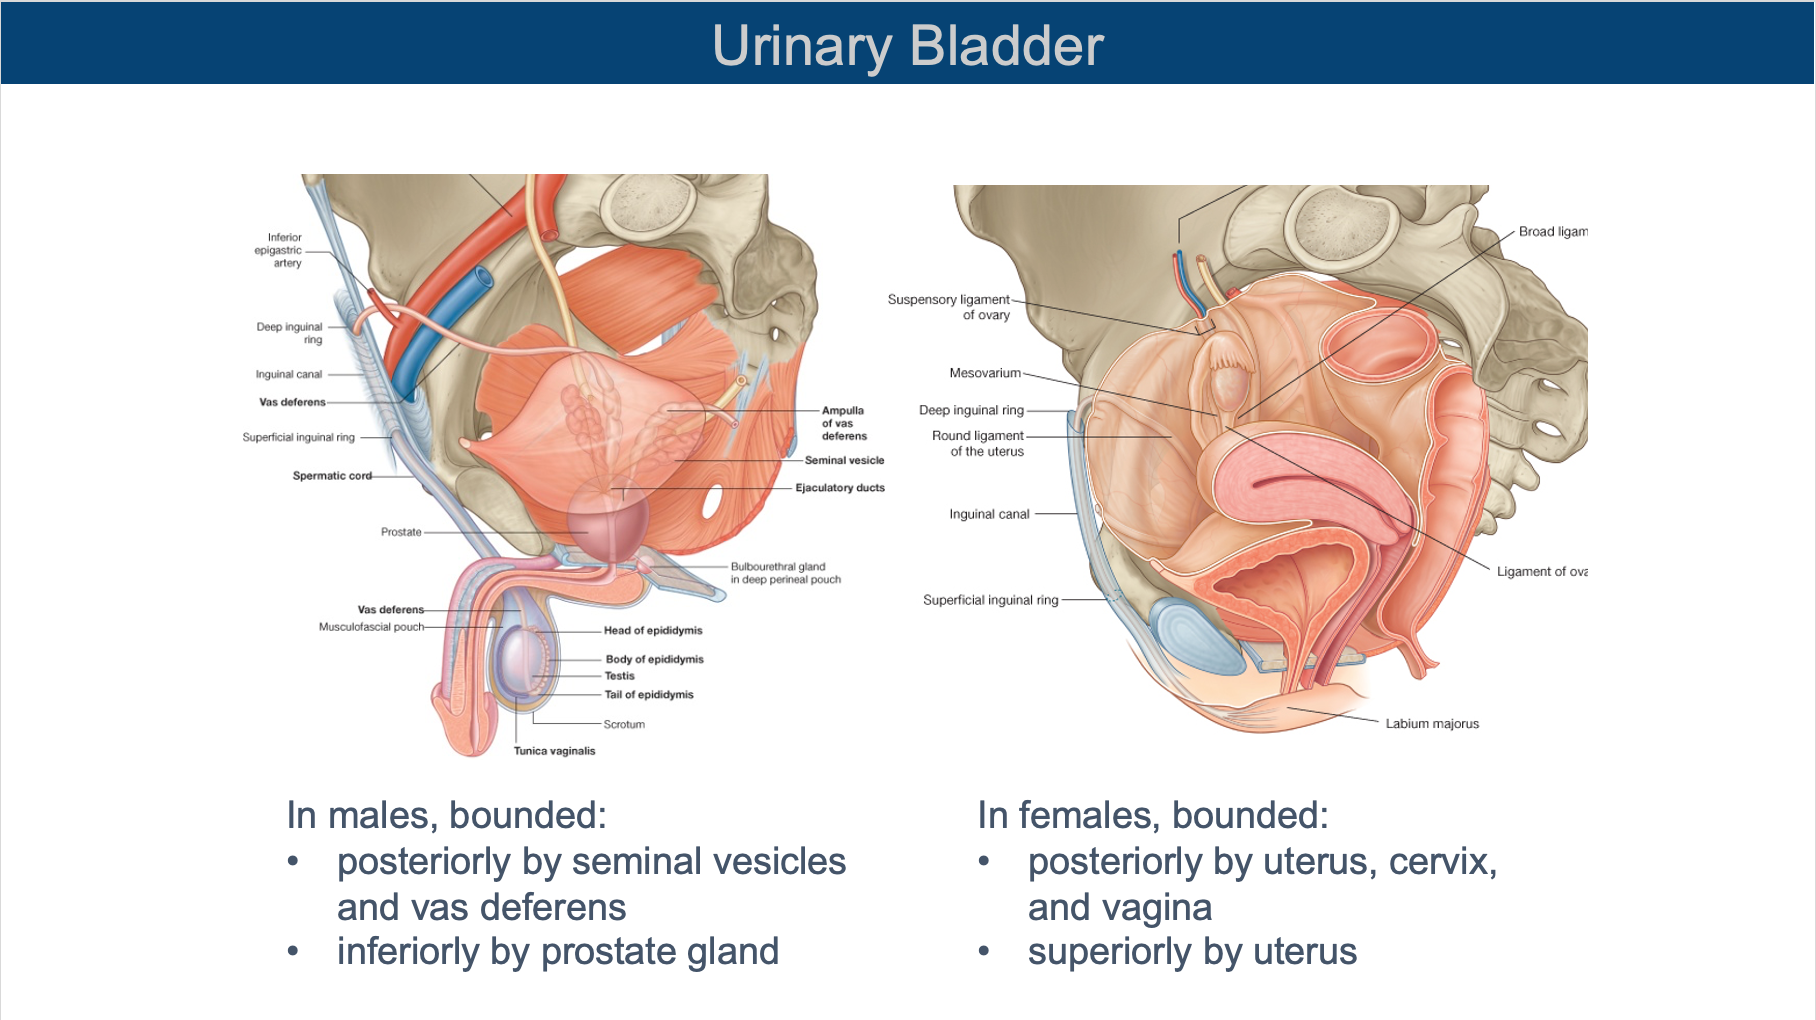 Urinary Bladder
Inferior
epigastric
artery
Deep inguinal
ring
Inguinal canal
Vas deferens
Superficial inguinal ring
Spermatic cord
Prostate
Vas deferens
Musculofascial pouch
Ampulla
of vas
deferens
Seminal vesicle
Ejaculatory ducts
Bulbourethral gland
in deep perineal pouch
Head of epididymis
Body of epididymis
Testis
Tail of epididymis
Scrotum
Tunica vaginalis
Suspensory ligament
of ovary
Mesovarium
Deep inguinal ring
Round ligament
of the uterus
Inguinal canal
Superficial inguinal ring
Broad ligam
Ligament of ova
Labium majorus
In males, bounded:
• posteriorly by seminal vesicles
and vas deferens
• inferiorly by prostate gland
In females, bounded:
• posteriorly by uterus, cervix,
and vagina
• superiorly by uterus